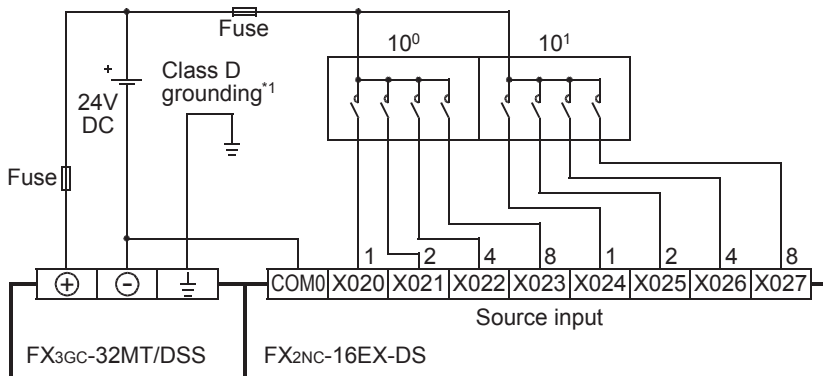 Fuse
10⁰ 10¹
+
Class D
grounding*1
24V
DC
Fuse
1 2 4 8 1 2 4 8
+ - COM0 X020 X021 X022 X023 X024 X025 X026 X027
Source input
FX3GC-32MT/DSS FX2NC-16EX-DS